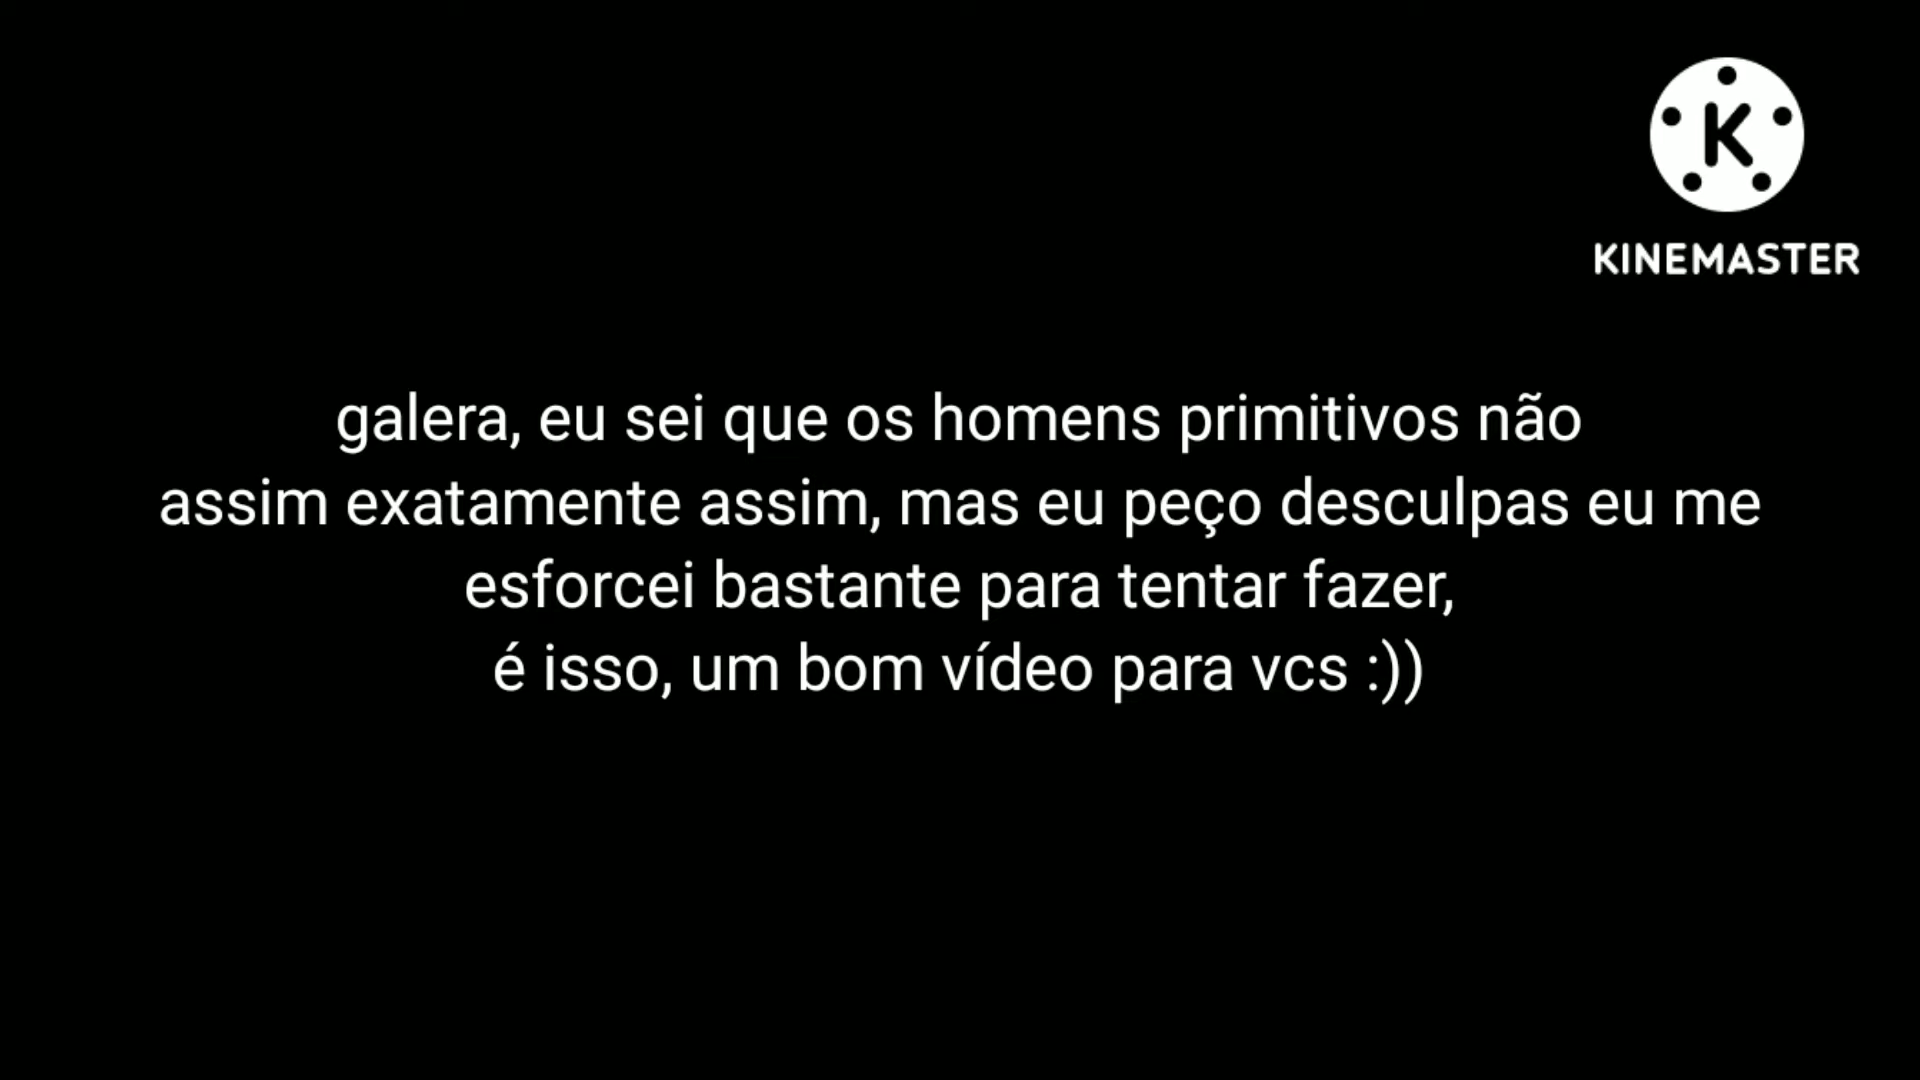 K
KINEMASTER
galera, eu sei que os homens primitivos não
assim exatamente assim, mas eu peço desculpas eu me
esforcei bastante para tentar fazer,
é isso, um bom vídeo para vcs :))